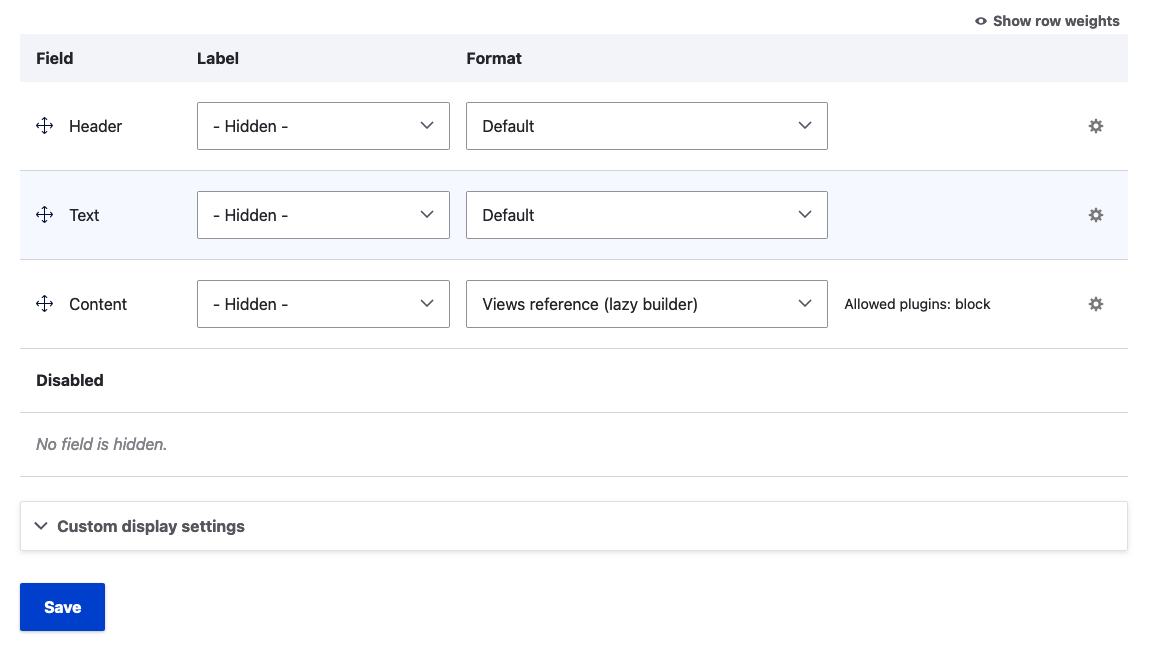 Show row weights
Field Label Format
Header - Hidden - Default
Text - Hidden - Default
Content - Hidden - Views reference (lazy builder) Allowed plugins: block
Disabled
No field is hidden.
Custom display settings
Save